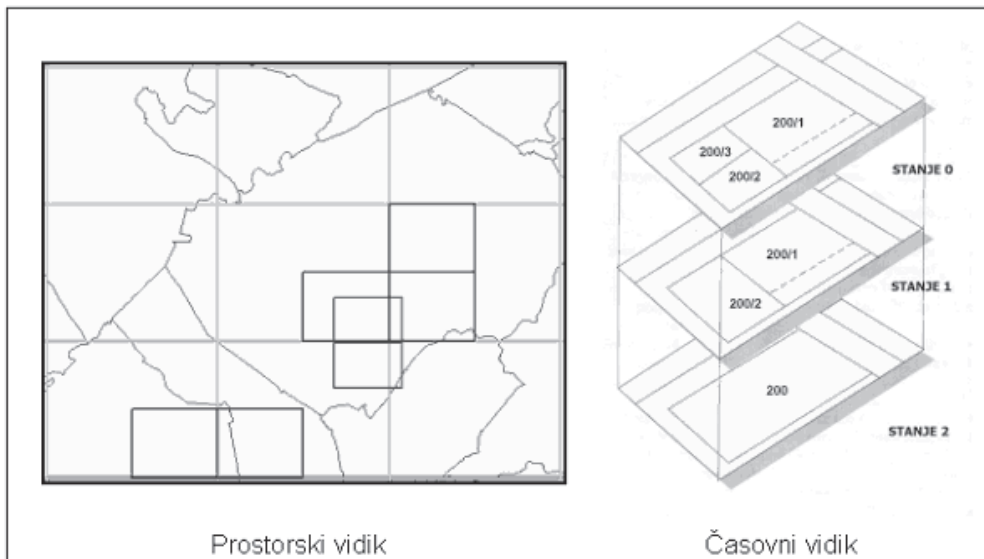 200/1
200/3
200/2
STANJE 0
200/1
200/2
STANJE 1
200
STANJE 2
Prostorski vidik
Časovni vidik